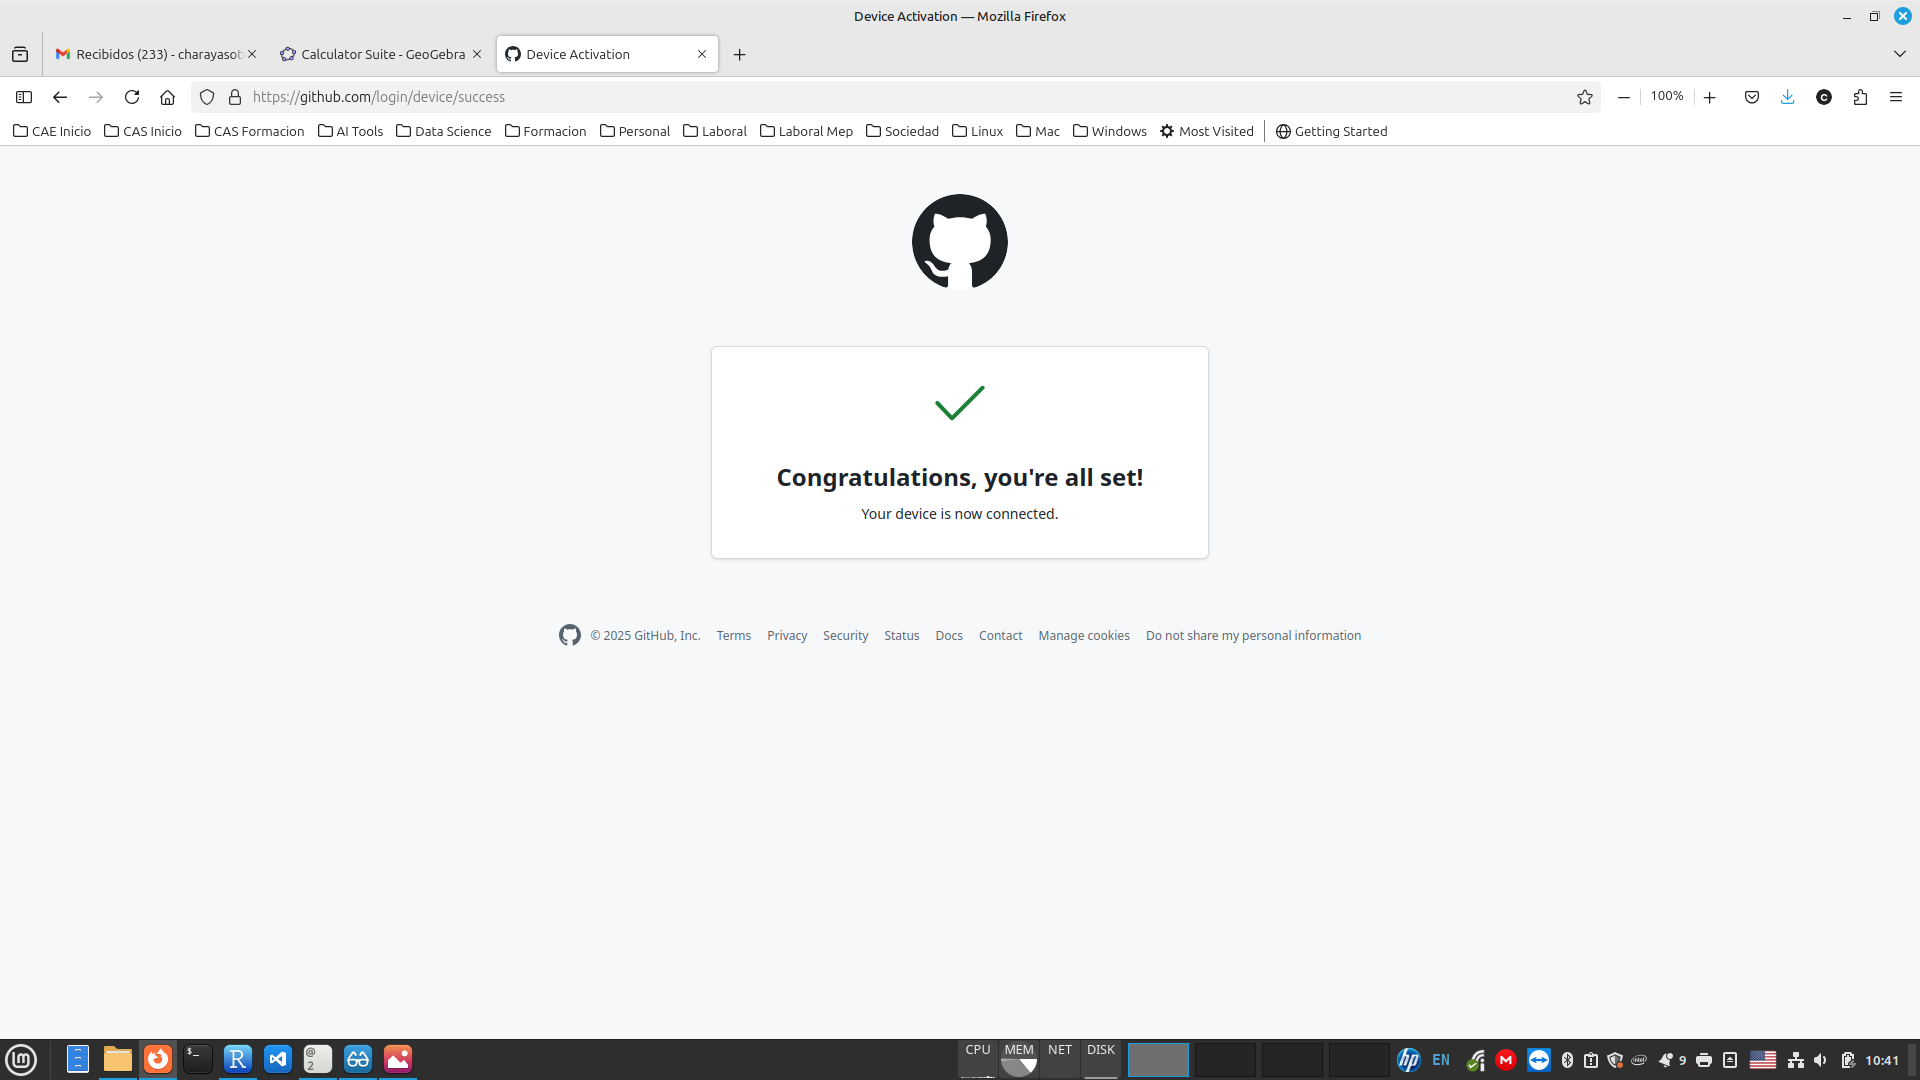 Device Activation — Mozilla Firefox
Recibidos (233) - charayasot
Calculator Suite - GeoGebra
Device Activation
https://github.com/login/device/success
100%
CAE Inicio
CAS Inicio
CAS Formacion
AI Tools
Data Science
Formacion
Personal
Laboral
Laboral Mep
Sociedad
Linux
Mac
Windows
Most Visited
Getting Started
Congratulations, you're all set!
Your device is now connected.
© 2025 GitHub, Inc.
Terms
Privacy
Security
Status
Docs
Contact
Manage cookies
Do not share my personal information
CPU
MEM
NET
DISK
EN
9
10:41